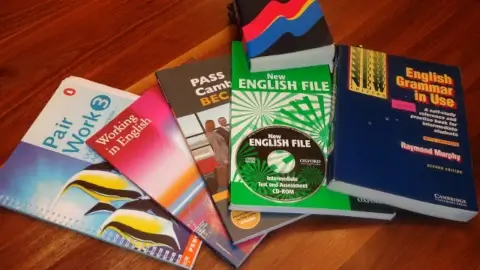 Pair
Work 3
Working
in English
PASS
Camb
BEC
New
ENGLISH FILE
New
ENGLISH FILE
OXFORD
Intermediate
Test and Assessment
CD-ROM
English
Grammar
in Use
A self-study
reference and
practice book for
intermediate
students
Raymond Murphy
SECOND EDITION
CAMBRIDGE